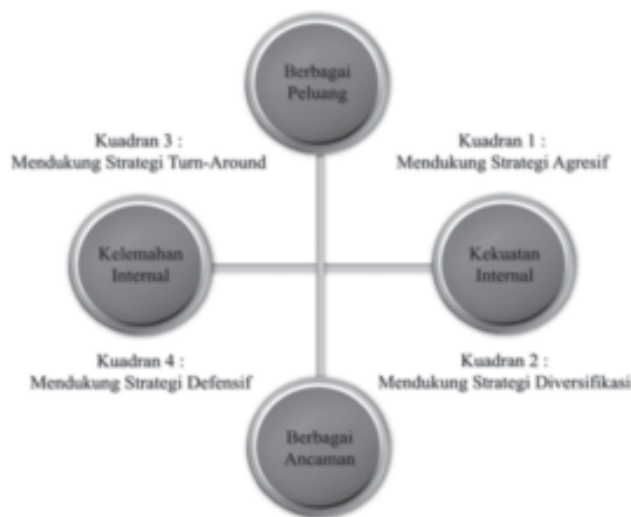 Berbagai
Peluang
Kuadran 3 :
Mendukung Strategi Turn-Around
Kuadran 1 :
Mendukung Strategi Agresif
Kelemahan
Internal
Kekuatan
Internal
Kuadran 4 :
Mendukung Strategi Defensif
Kuadran 2 :
Mendukung Strategi Diversifikasi
Berbagai
Ancaman